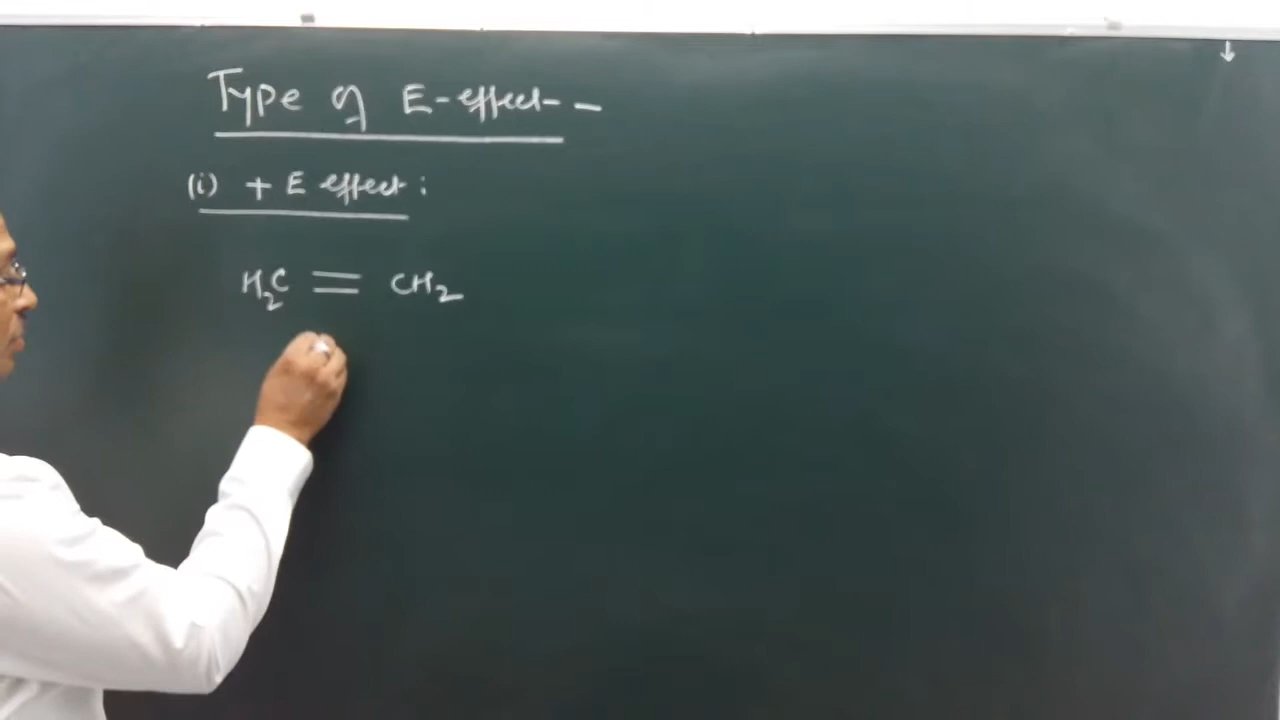 Type of E-effect-
(i) + E effect:
H₂C = CH₂